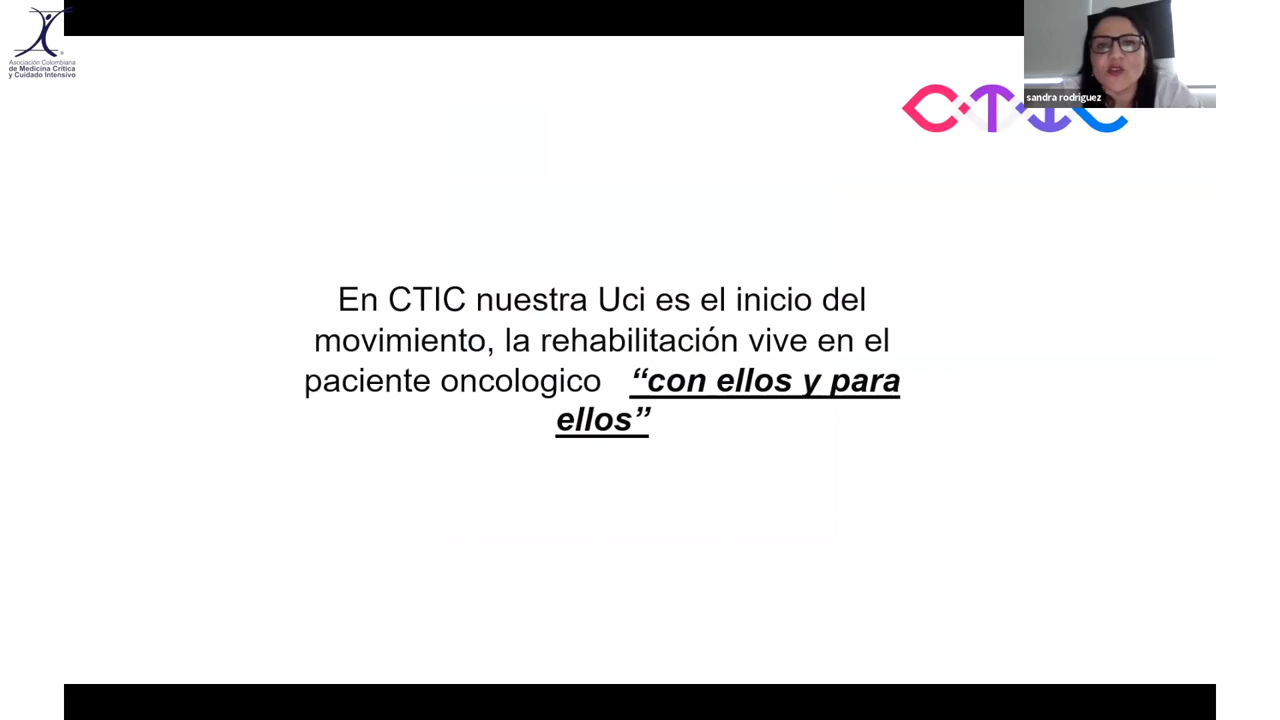 Asociación Colombiana
de Medicina Crítica
y Cuidado Intensivo
sandra rodriguez
CTIC
En CTIC nuestra Uci es el inicio del
movimiento, la rehabilitación vive en el
paciente oncologico “con ellos y para
ellos”